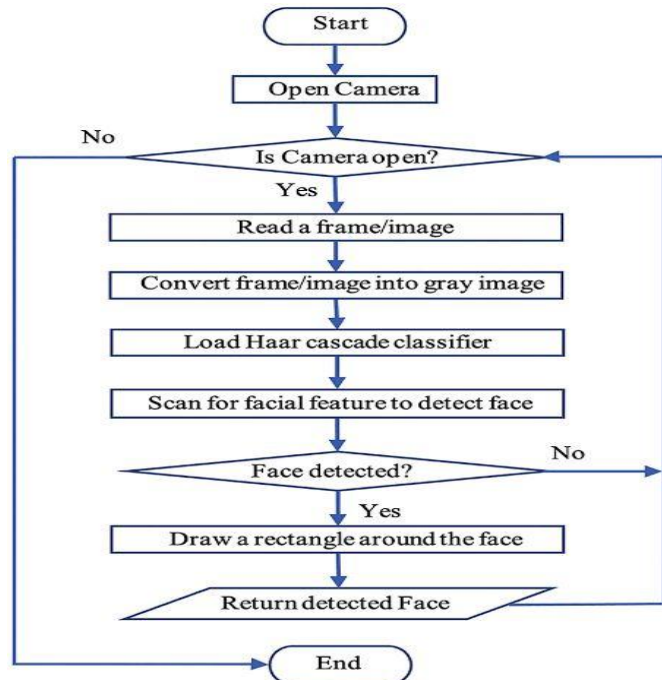 Start
Open Camera
No
Is Camera open?
Yes
Read a frame/image
Convert frame/image into gray image
Load Haar cascade classifier
Scan for facial feature to detect face
Face detected?
No
Yes
Draw a rectangle around the face
Return detected Face
End